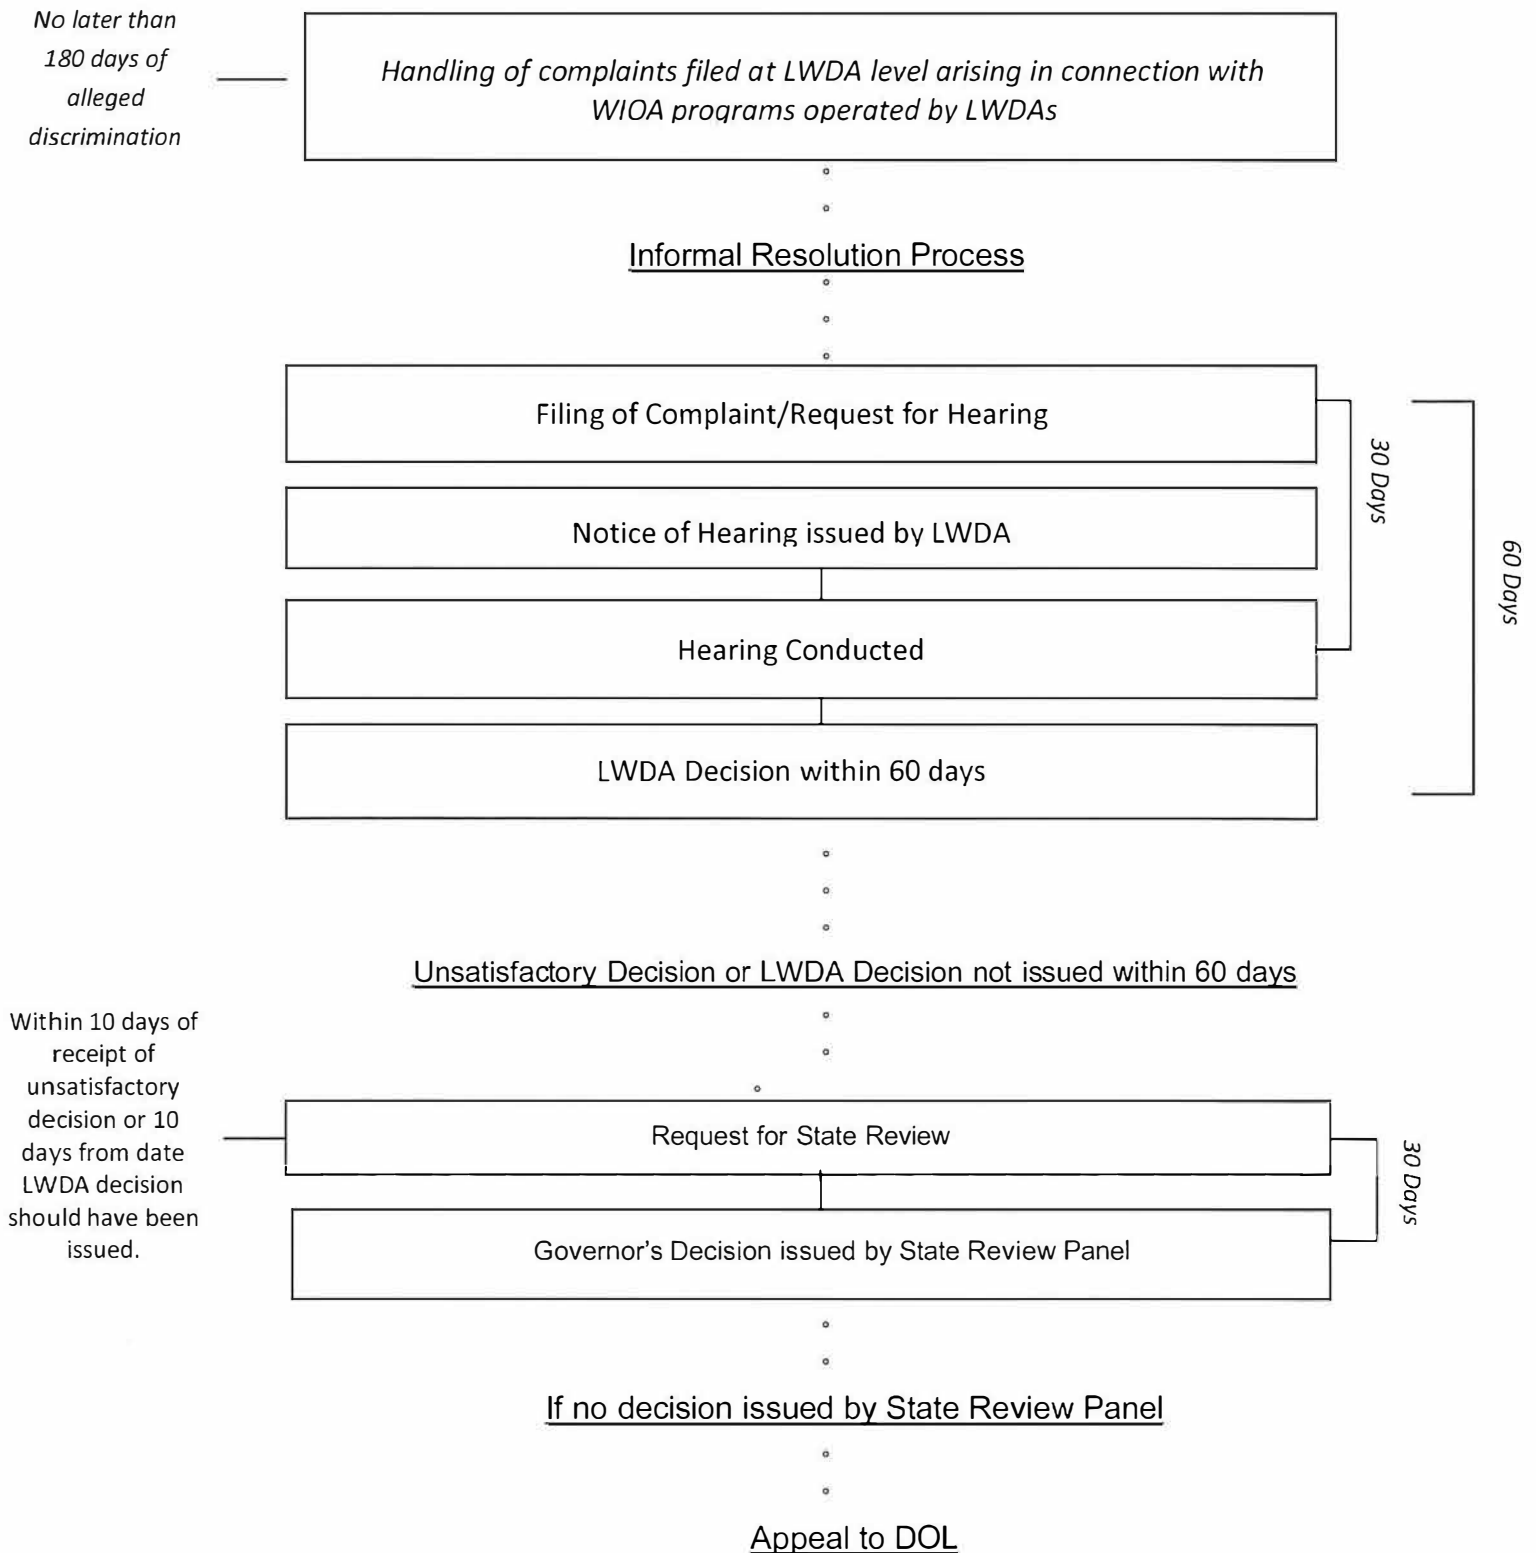 No later than
180 days of
alleged
discrimination
Handling of complaints filed at LWDA level arising in connection with
WIOA programs operated by LWDAs
Informal Resolution Process
Filing of Complaint/Request for Hearing
30 Days
Notice of Hearing issued by LWDA
60 Days
Hearing Conducted
LWDA Decision within 60 days
Unsatisfactory Decision or LWDA Decision not issued within 60 days
Within 10 days of
receipt of
unsatisfactory
decision or 10
days from date
LWDA decision
should have been
issued.
Request for State Review
30 Days
Governor's Decision issued by State Review Panel
If no decision issued by State Review Panel
Appeal to DOL